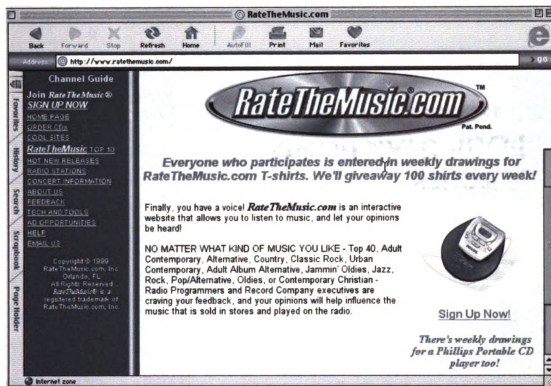 RateTheMusic.com
Back Forward Stop Refresh Home AutoFill Print Mail Favorites
Address http://www.ratethemusic.com/ go
Favorites
History
Search
Scrapbook
Page Holder
Channel Guide
Join RateTheMusic®
SIGN UP NOW
HOME PAGE
ORDER CDs
COOL SITES
RateTheMusic TOP 10
HOT NEW RELEASES
RADIO STATIONS
CONCERT INFORMATION
ABOUT US
FEEDBACK
TECH AND TOOLS
AD OPPORTUNITIES
HELP
EMAIL US
Copyright © 1999
RateTheMusic.com, Inc.
Orlando, FL
All Rights Reserved
RateTheMusic® is a
registered trademark of
RateTheMusic.com, Inc.
RateTheMusic.com TM
Pat. Pend.
Everyone who participates is entered in weekly drawings for
RateTheMusic.com T-shirts. We'll giveaway 100 shirts every week!
Finally, you have a voice! RateTheMusic.com is an interactive
website that allows you to listen to music, and let your opinions
be heard!
NO MATTER WHAT KIND OF MUSIC YOU LIKE - Top 40, Adult
Contemporary, Alternative, Country, Classic Rock, Urban
Contemporary, Adult Album Alternative, Jammin' Oldies, Jazz,
Rock, Pop/Alternative, Oldies, or Contemporary Christian -
Radio Programmers and Record Company executives are
craving your feedback, and your opinions will help influence the
music that is sold in stores and played on the radio.
Sign Up Now!
There's weekly drawings
for a Phillips Portable CD
player too!
Internet zone